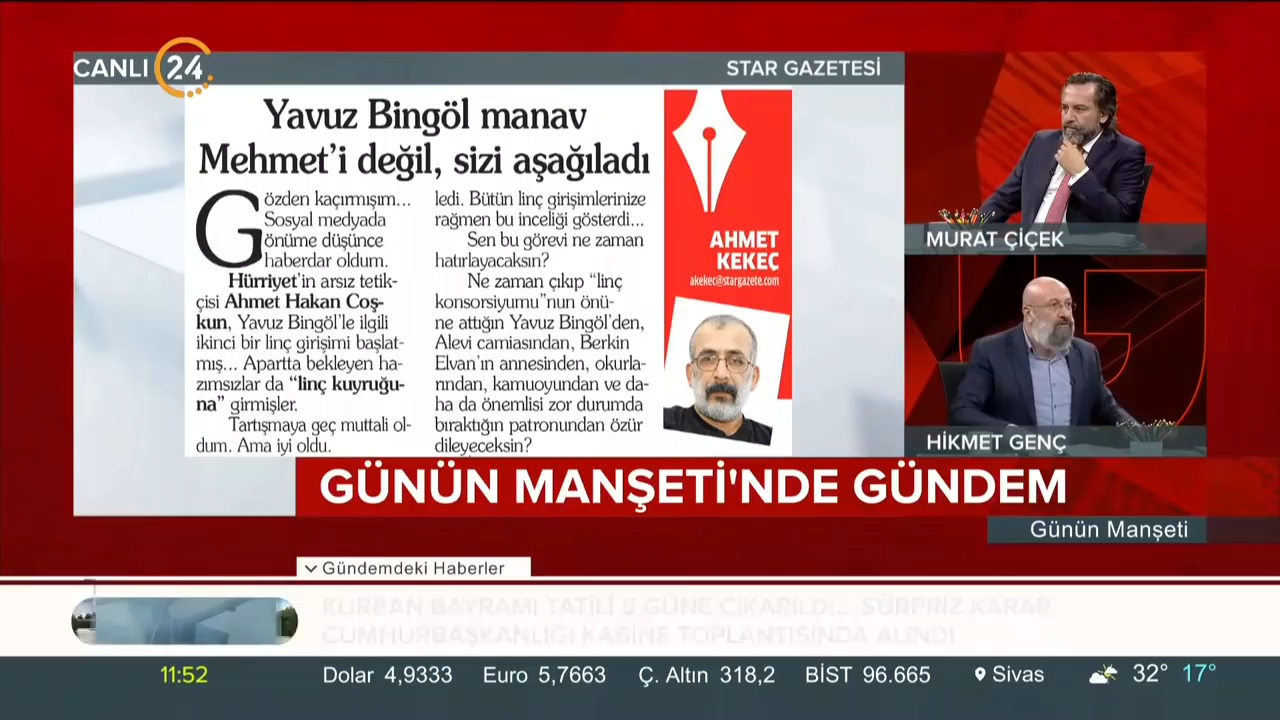 CANLI 24
STAR GAZETESİ
Yavuz Bingöl manav
Mehmet'i değil, sizi aşağıladı
Gözden kaçırmışım...
Sosyal medyada
önüme düşünce
haberdar oldum.
Hürriyet'in arsız tetik-
çisi Ahmet Hakan Coş-
kun, Yavuz Bingöl'le ilgili
ikinci bir linç girişimi başlat-
mış... Apartta bekleyen ha-
zımsızlar da "linç kuyruğu-
na" girmişler.
Tartışmaya geç muttali ol-
dum. Ama iyi oldu.
ledi. Bütün linç girişimlerinize
rağmen bu inceliği gösterdi...
Sen bu görevi ne zaman
hatırlayacaksın?
Ne zaman çıkıp "linç
konsorsiyumu"nun önü-
ne attığın Yavuz Bingöl'den,
Alevi camiasından, Berkin
Elvan'ın annesinden, okurla-
rından, kamuoyundan ve da-
ha da önemlisi zor durumda
bıraktığın patronundan özür
dileyeceksin?
AHMET
KEKEÇ
akekec@stargazete.com
MURAT ÇİÇEK
HİKMET GENÇ
GÜNÜN MANŞETİ'NDE GÜNDEM
Günün Manşeti
Gündemdeki Haberler
KURBAN BAYRAMI TATİLİ 9 GÜNE ÇIKARILDI... SÜRPRİZ KARAR
CUMHURBAŞKANLIĞI KABİNE TOPLANTISINDA ALINDI
11:52 Dolar 4,9333 Euro 5,7663 Ç. Altın 318,2 BİST 96.665 Sivas 32° 17°